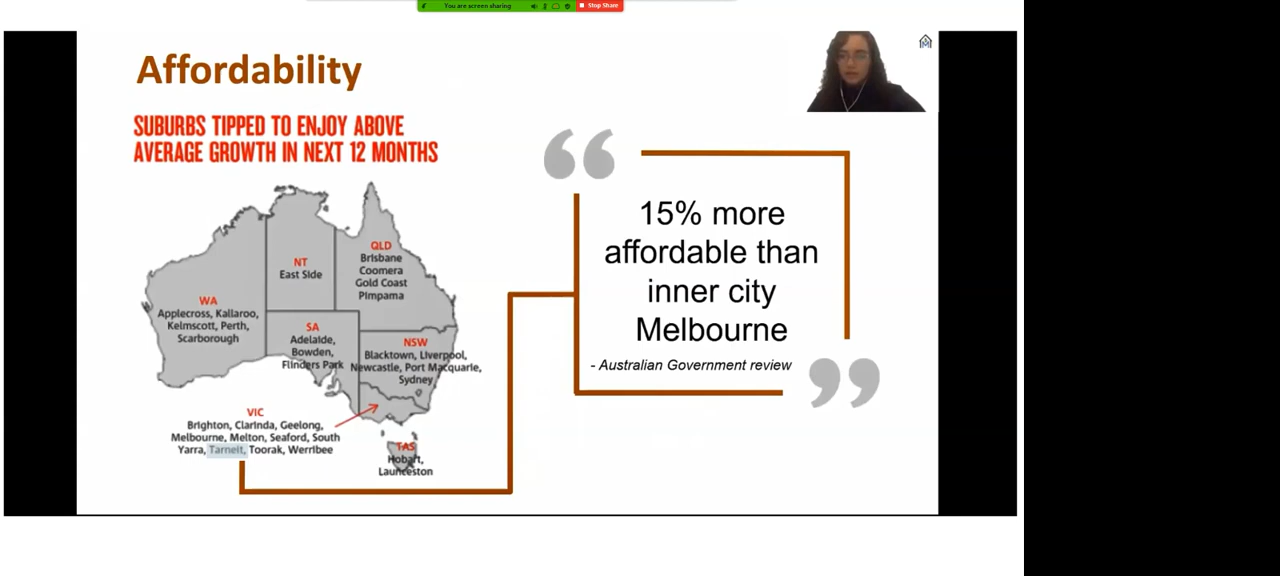 You are screen sharing
Stop Share
Affordability
SUBURBS TIPPED TO ENJOY ABOVE
AVERAGE GROWTH IN NEXT 12 MONTHS
“
15% more
affordable than
inner city
Melbourne
- Australian Government review
”
QLD
Brisbane
Coomera
Gold Coast
Pimpama
NT
East Side
WA
Applecross, Kallaroo,
Kelmscott, Perth,
Scarborough
SA
Adelaide,
Bowden,
Flinders Park
NSW
Blacktown, Liverpool,
Newcastle, Port Macquarie,
Sydney
VIC
Brighton, Clarinda, Geelong,
Melbourne, Melton, Seaford, South
Yarra, Tarneit, Toorak, Werribee
TAS
Hobart,
Launceston